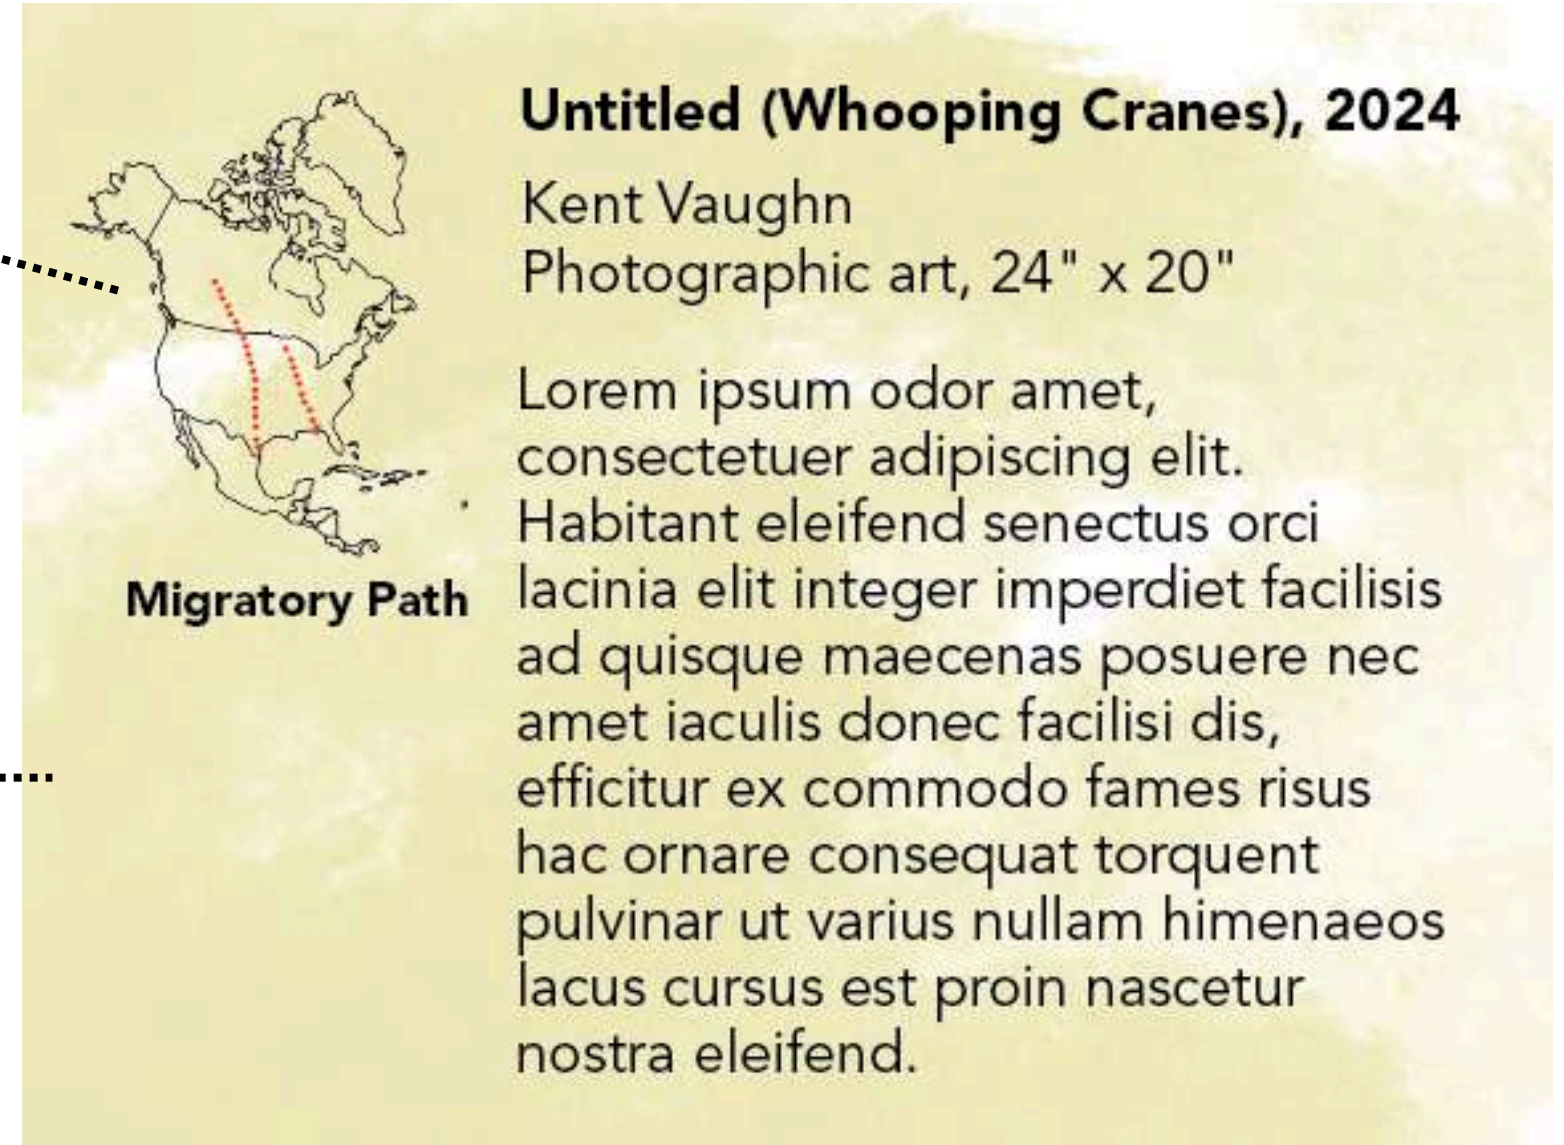 Untitled (Whooping Cranes), 2024
Kent Vaughn
Photographic art, 24" x 20"
Lorem ipsum odor amet,
consectetuer adipiscing elit.
Habitant eleifend senectus orci
lacinia elit integer imperdiet facilisis
ad quisque maecenas posuere nec
amet iaculis donec facilisi dis,
efficitur ex commodo fames risus
hac ornare consequat torquent
pulvinar ut varius nullam himenaeos
lacus cursus est proin nascetur
nostra eleifend.
Migratory Path